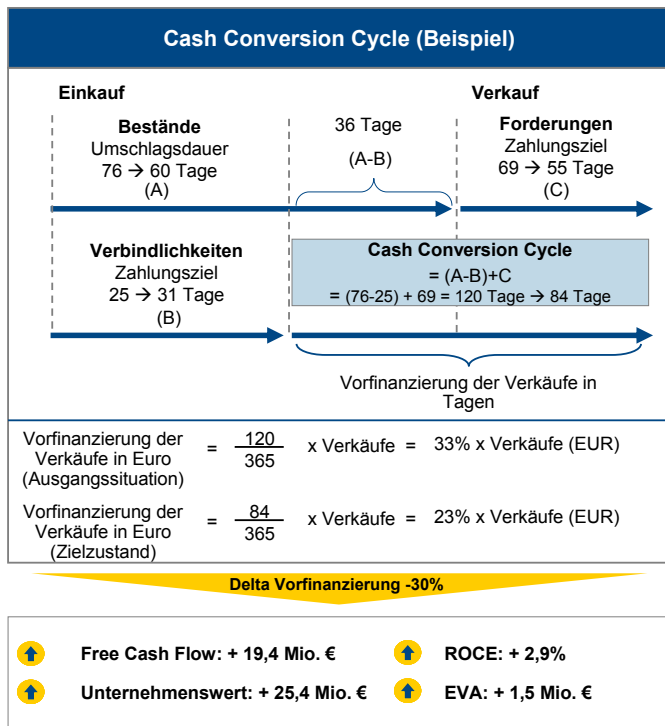 Cash Conversion Cycle (Beispiel)
Einkauf
Verkauf
Bestände
Umschlagsdauer
76 → 60 Tage
(A)
36 Tage
(A-B)
Forderungen
Zahlungsziel
69 → 55 Tage
(C)
Verbindlichkeiten
Zahlungsziel
25 → 31 Tage
(B)
Cash Conversion Cycle
= (A-B)+C
= (76-25) + 69 = 120 Tage → 84 Tage
Vorfinanzierung der Verkäufe in
Tagen
Vorfinanzierung der
Verkäufe in Euro
(Ausgangssituation)
= 120
365
x Verkäufe = 33% x Verkäufe (EUR)
Vorfinanzierung der
Verkäufe in Euro
(Zielzustand)
= 84
365
x Verkäufe = 23% x Verkäufe (EUR)
Delta Vorfinanzierung -30%
Free Cash Flow: + 19,4 Mio. €
ROCE: + 2,9%
Unternehmenswert: + 25,4 Mio. €
EVA: + 1,5 Mio. €